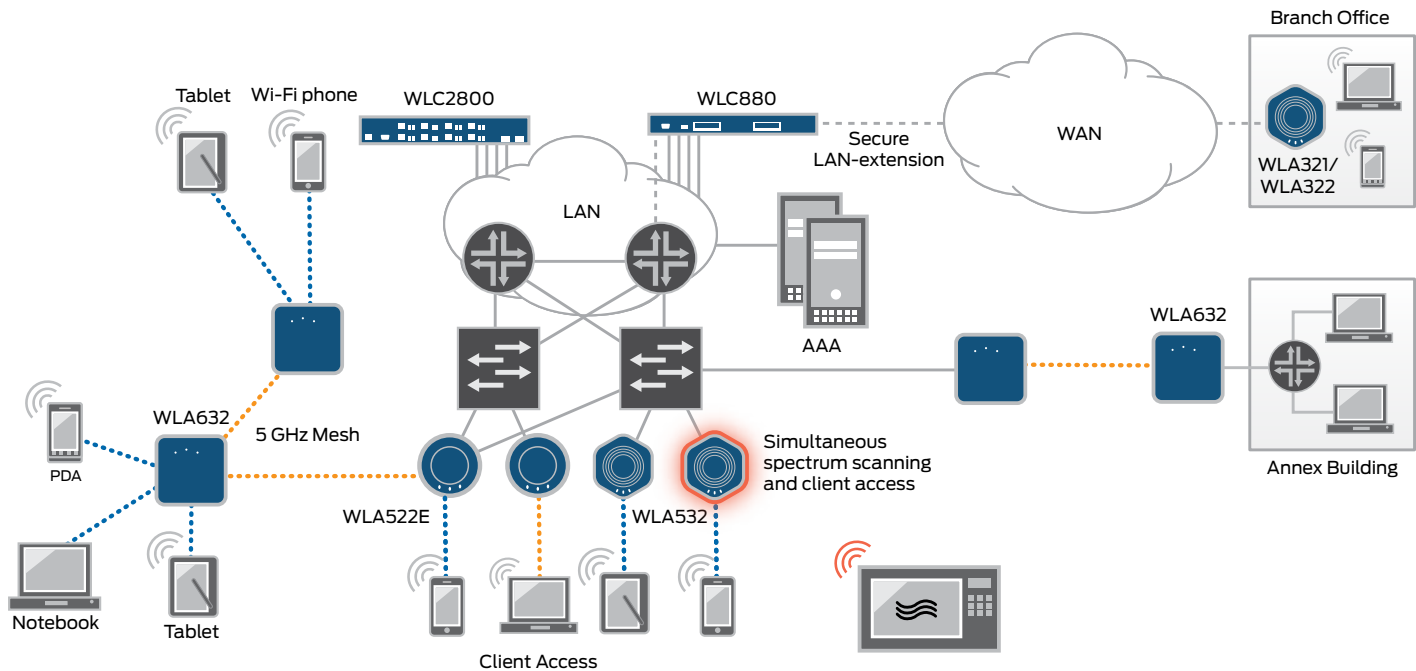 Branch Office
Tablet
Wi-Fi phone
WLC2800
WLC880
WAN
Secure
LAN-extension
WLA321/
WLA322
LAN
AAA
WLA632
WLA632
5 GHz Mesh
PDA
Simultaneous
spectrum scanning
and client access
Annex Building
WLA522E
WLA532
Notebook
Tablet
Client Access